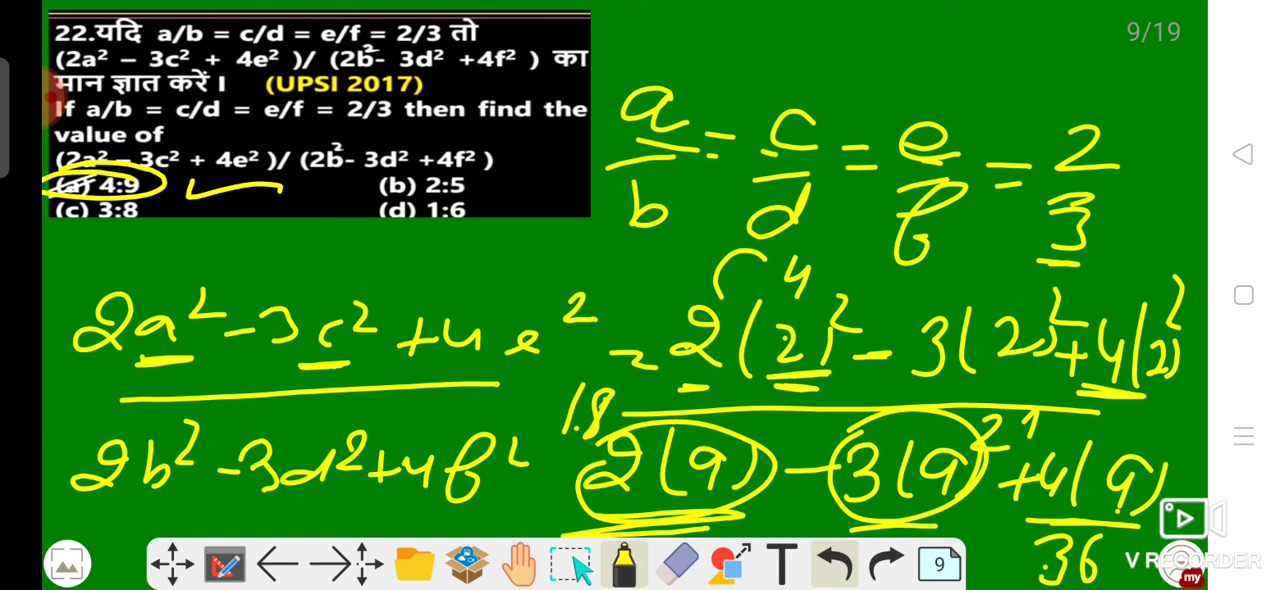 9/19
22.यदि a/b = c/d = e/f = 2/3 तो
(2a² – 3c² + 4e² )/ (2b²- 3d² +4f² ) का
मान ज्ञात करें I (UPSI 2017)
If a/b = c/d = e/f = 2/3 then find the
value of
(2a² – 3c² + 4e² )/ (2b²- 3d² +4f² )
(a) 4:9 (b) 2:5
(c) 3:8 (d) 1:6
a/b = c/d = e/f = 2/3
4
2a² - 3c² + 4e² = 2(2)² - 3(2)² + 4(2)²
2b² - 3d² + 4f² 2(9) - 3(9) + 4(9)
18 27
36
T 9
V RECORDER
my